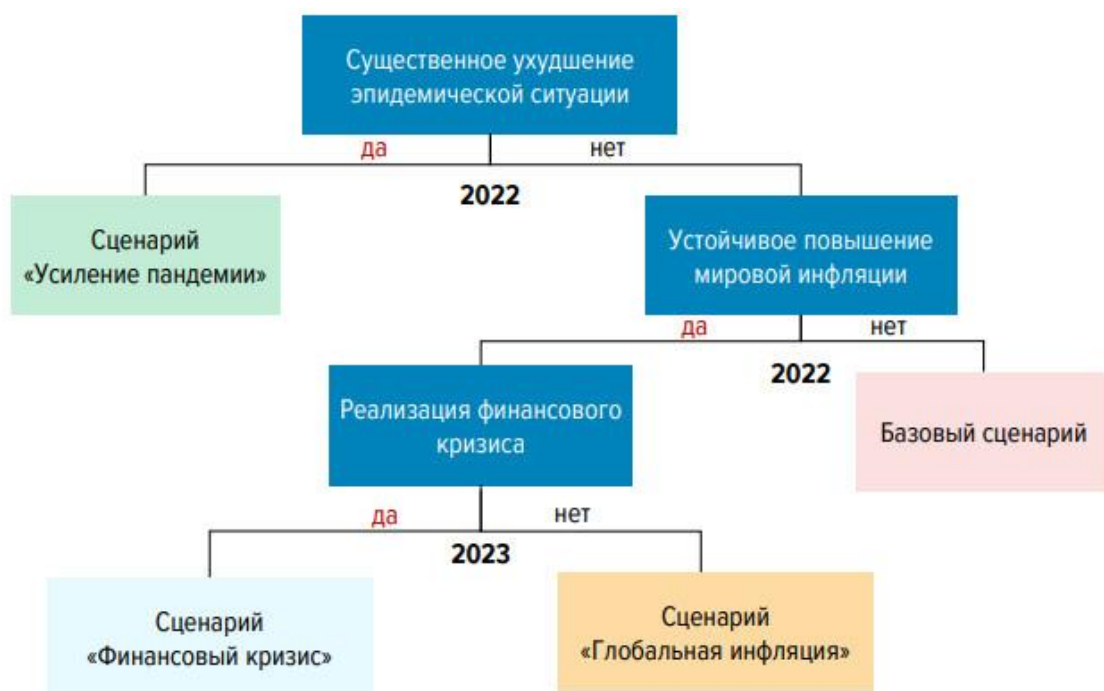 Существенное ухудшение
эпидемической ситуации
да
нет
2022
Сценарий
«Усиление пандемии»
Устойчивое повышение
мировой инфляции
да
нет
2022
Реализация финансового
кризиса
Базовый сценарий
да
нет
2023
Сценарий
«Финансовый кризис»
Сценарий
«Глобальная инфляция»